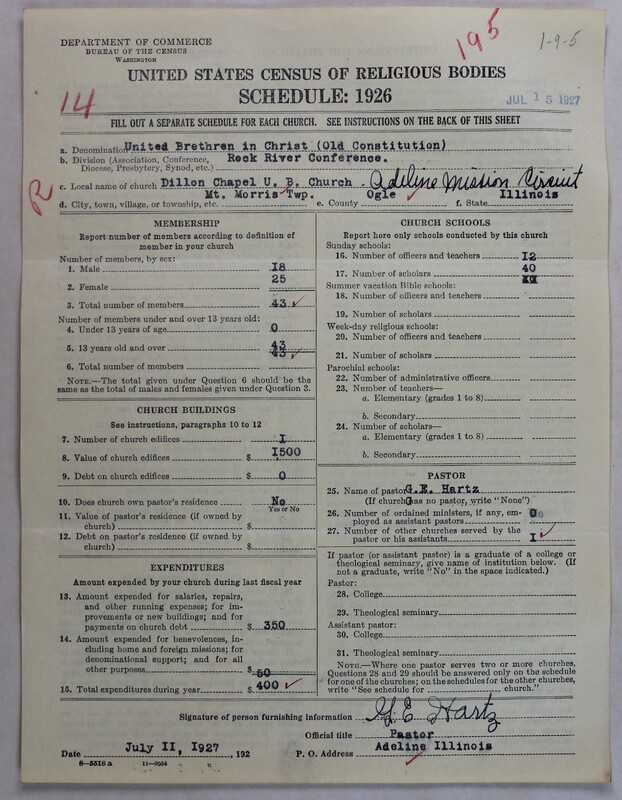 195
1-9-5
DEPARTMENT OF COMMERCE
BUREAU OF THE CENSUS
WASHINGTON
UNITED STATES CENSUS OF RELIGIOUS BODIES
SCHEDULE: 1926
14
JUL 15 1927
FILL OUT A SEPARATE SCHEDULE FOR EACH CHURCH. SEE INSTRUCTIONS ON THE BACK OF THIS SHEET
a. Denomination United Brethren in Christ (Old Constitution)
b. Division (Association, Conference, Rock River Conference.
Diocese, Presbytery, Synod, etc.)
R
c. Local name of church Dillon Chapel U. B. Church . Adeline Mission Circuit
d. City, town, village, or township, etc. Mt. Morris Twp. e. County Ogle f. State Illinois
MEMBERSHIP
Report number of members according to definition of
member in your church
Number of members, by sex:
1. Male 18
2. Female 25
3. Total number of members 43
Number of members under and over 13 years old:
4. Under 13 years of age 0
5. 13 years old and over 43
6. Total number of members 43
NOTE.—The total given under Question 6 should be the
same as the total of males and females given under Question 3.
CHURCH BUILDINGS
See instructions, paragraphs 10 to 12
7. Number of church edifices I
8. Value of church edifices $ I500
9. Debt on church edifices $ 0
10. Does church own pastor's residence No
Yes or No
11. Value of pastor's residence (if owned by
church) $
12. Debt on pastor's residence (if owned by
church) $
EXPENDITURES
Amount expended by your church during last fiscal year
13. Amount expended for salaries, repairs,
and other running expenses; for im-
provements or new buildings; and for
payments on church debt $ 350
14. Amount expended for benevolences, in-
cluding home and foreign missions; for
denominational support; and for all
other purposes $ 50
15. Total expenditures during year $ 400
CHURCH SCHOOLS
Report here only schools conducted by this church
Sunday schools:
16. Number of officers and teachers I2
17. Number of scholars 40
Summer vacation Bible schools:
18. Number of officers and teachers
19. Number of scholars
Week-day religious schools:
20. Number of officers and teachers
21. Number of scholars
Parochial schools:
22. Number of administrative officers
23. Number of teachers—
a. Elementary (grades 1 to 8)
b. Secondary
24. Number of scholars—
a. Elementary (grades 1 to 8)
b. Secondary
PASTOR
25. Name of pastor G.E. Hartz
(If church has no pastor, write "None")
26. Number of ordained ministers, if any, em-
ployed as assistant pastors 0
27. Number of other churches served by the
pastor or his assistants I
If pastor (or assistant pastor) is a graduate of a college or
theological seminary, give name of institution below. (If
not a graduate, write "No" in the space indicated.)
Pastor:
28. College
29. Theological seminary
Assistant pastor:
30. College
31. Theological seminary
NOTE.—Where one pastor serves two or more churches,
Questions 28 and 29 should be answered only on the schedule
for one of the churches; on the schedules for the other churches,
write "See schedule for church."
Signature of person furnishing information G E Hartz
Official title Pastor
Date July II, I927 , 192 P. O. Address Adeline Illinois
8—5518 a 11—9934